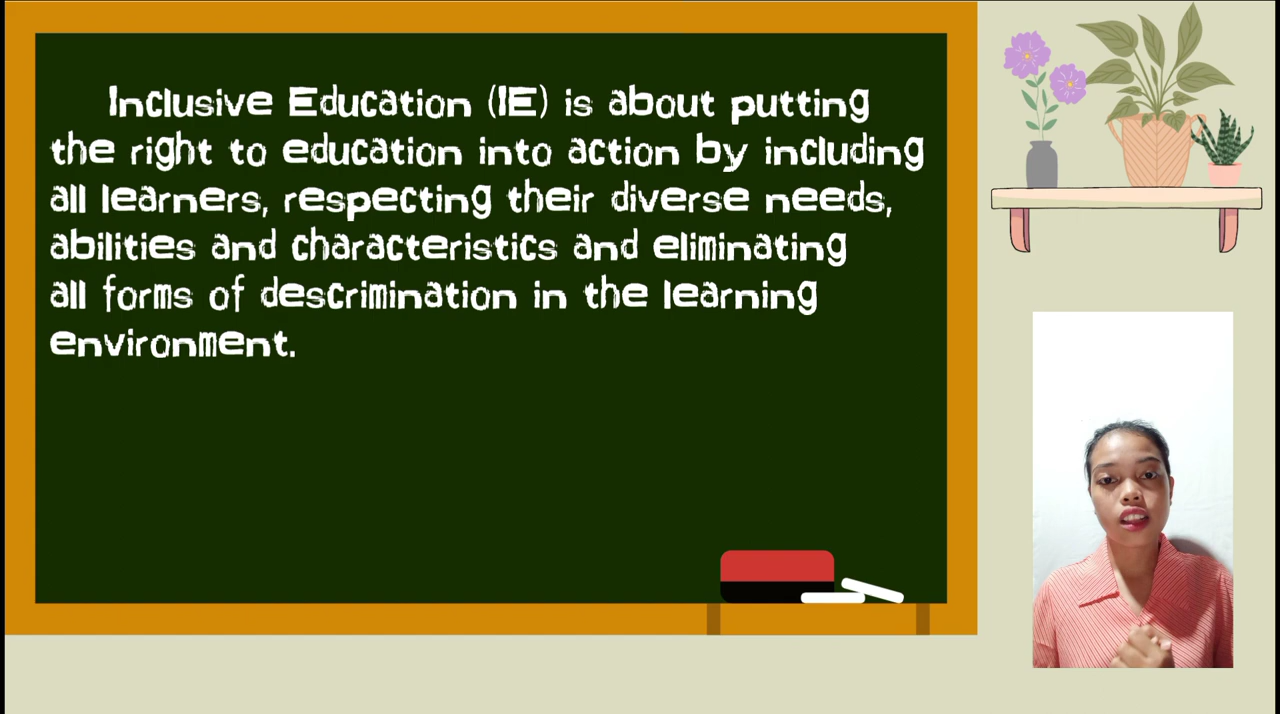 Inclusive Education (IE) is about putting
the right to education into action by including
all learners, respecting their diverse needs,
abilities and characteristics and eliminating
all forms of descrimination in the learning
environment.